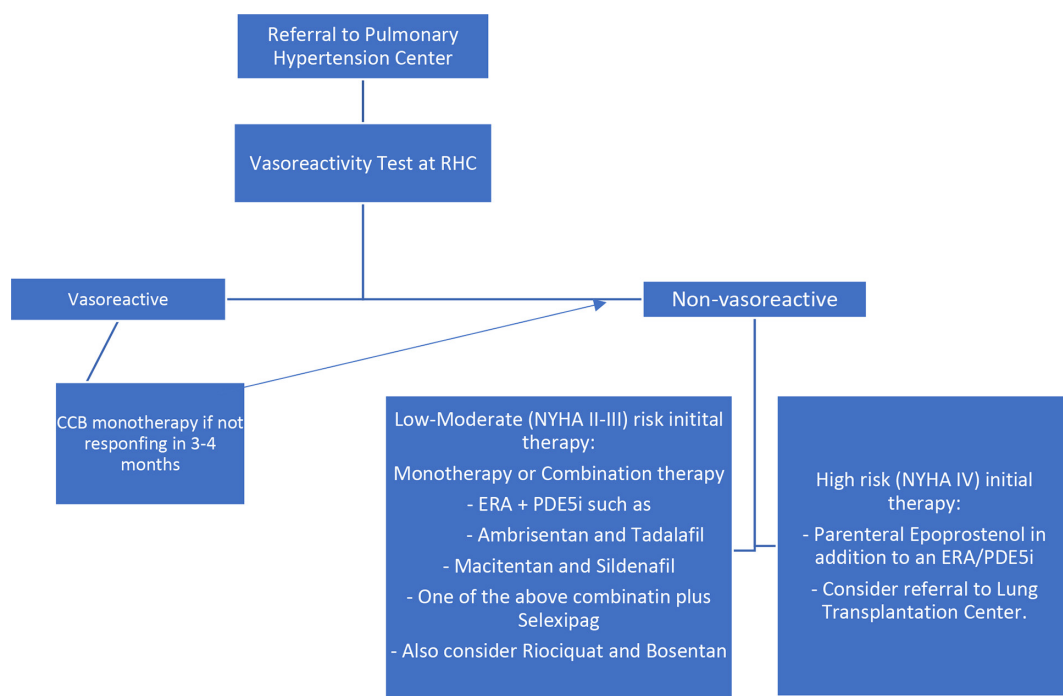 Referral to Pulmonary
Hypertension Center
Vasoreactivity Test at RHC
Vasoreactive
Non-vasoreactive
CCB monotherapy if not
responfing in 3-4
months
Low-Moderate (NYHA II-III) risk initital
therapy:
Monotherapy or Combination therapy
- ERA + PDE5i such as
Ambrisentan and Tadalafil
- Macitentan and Sildenafil
- One of the above combinatin plus
Selexipag
- Also consider Riociquat and Bosentan
High risk (NYHA IV) initial
therapy:
- Parenteral Epoprostenol in
addition to an ERA/PDE5i
- Consider referral to Lung
Transplantation Center.